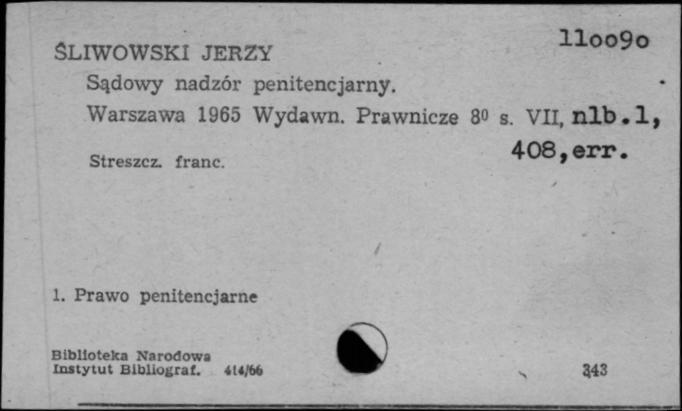 110090
ŚLIWOWSKI JERZY
Sądowy nadzór penitencjarny.
Warszawa 1965 Wydawn. Prawnicze 8⁰ s. VII, nlb.1,
408, err.
Streszcz. franc.
1. Prawo penitencjarne
Biblioteka Narodowa
Instytut Bibliograf. 414/66
343